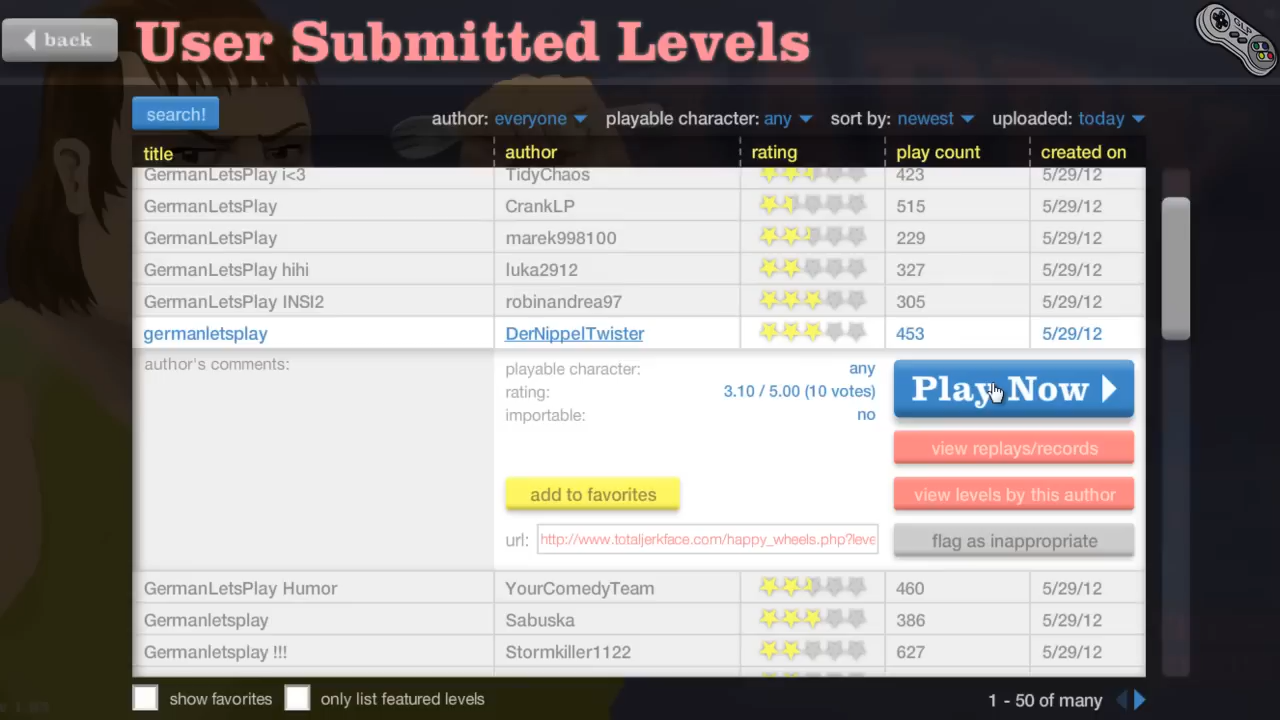 back
User Submitted Levels
search!
author: everyone playable character: any sort by: newest uploaded: today
title author rating play count created on
GermanLetsPlay i<3 TidyChaos 423 5/29/12
GermanLetsPlay CrankLP 515 5/29/12
GermanLetsPlay marek998100 229 5/29/12
GermanLetsPlay hihi luka2912 327 5/29/12
GermanLetsPlay INSI2 robinandrea97 305 5/29/12
germanletsplay DerNippelTwister 453 5/29/12
author's comments:
playable character: any
rating: 3.10 / 5.00 (10 votes)
importable: no
Play Now
view replays/records
add to favorites
view levels by this author
url: http://www.totaljerkface.com/happy_wheels.php?leve
flag as inappropriate
GermanLetsPlay Humor YourComedyTeam 460 5/29/12
Germanletsplay Sabuska 386 5/29/12
Germanletsplay !!! Stormkiller1122 627 5/29/12
show favorites only list featured levels
1 - 50 of many